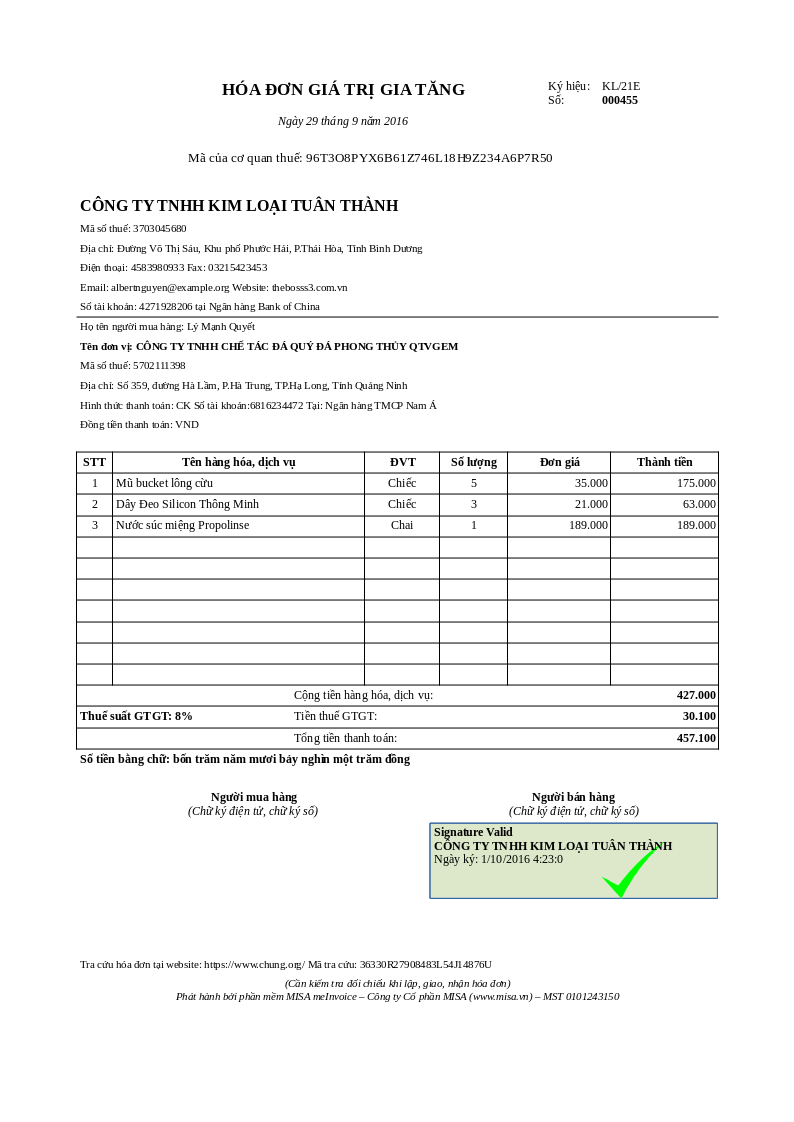 HÓA ĐƠN GIÁ TRỊ GIA TĂNG
Ký hiệu: KL/21E
Số: 000455
Ngày 29 tháng 9 năm 2016
Mã của cơ quan thuế: 96T3O8PYX6B61Z746L18H9Z234A6P7R50
CÔNG TY TNHH KIM LOẠI TUÂN THÀNH
Mã số thuế: 3703045680
Địa chỉ: Đường Võ Thị Sáu, Khu phố Phước Hải, P.Thái Hòa, Tỉnh Bình Dương
Điện thoại: 4583980933 Fax: 03215423453
Email: albertnguyen@example.org Website: thebosss3.com.vn
Số tài khoản: 4271928206 tại Ngân hàng Bank of China
Họ tên người mua hàng: Lý Mạnh Quyết
Tên đơn vị: CÔNG TY TNHH CHẾ TÁC ĐÁ QUÝ ĐÁ PHONG THỦY QTVGEM
Mã số thuế: 5702111398
Địa chỉ: Số 359, đường Hà Lầm, P.Hà Trung, TP.Hạ Long, Tỉnh Quảng Ninh
Hình thức thanh toán: CK Số tài khoản:6816234472 Tại: Ngân hàng TMCP Nam Á
Đồng tiền thanh toán: VND
STT Tên hàng hóa, dịch vụ ĐVT Số lượng Đơn giá Thành tiền
1 Mũ bucket lông cừu Chiếc 5 35.000 175.000
2 Dây Đeo Silicon Thông Minh Chiếc 3 21.000 63.000
3 Nước súc miệng Propolinse Chai 1 189.000 189.000
Cộng tiền hàng hóa, dịch vụ: 427.000
Thuế suất GTGT: 8% Tiền thuế GTGT: 30.100
Tổng tiền thanh toán: 457.100
Số tiền bằng chữ: bốn trăm năm mươi bảy nghìn một trăm đồng
Người mua hàng Người bán hàng
(Chữ ký điện tử, chữ ký số) (Chữ ký điện tử, chữ ký số)
Signature Valid
CÔNG TY TNHH KIM LOẠI TUÂN THÀNH
Ngày ký: 1/10/2016 4:23:0
Tra cứu hóa đơn tại website: https://www.chung.org/ Mã tra cứu: 36330R27908483L54J14876U
(Cần kiểm tra đối chiếu khi lập, giao, nhận hóa đơn)
Phát hành bởi phần mềm MISA meInvoice – Công ty Cổ phần MISA (www.misa.vn) – MST 0101243150